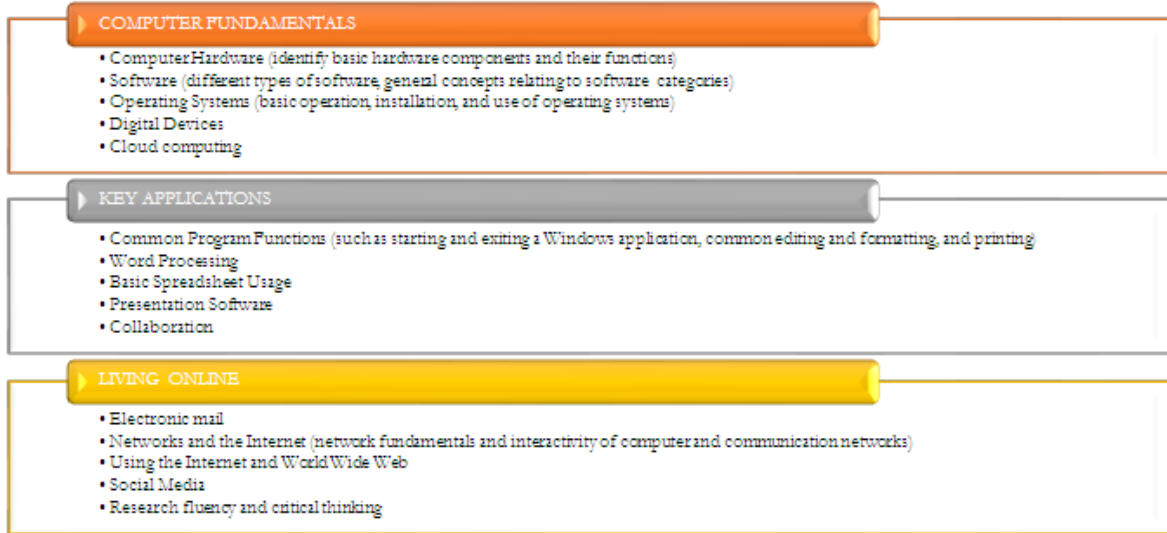 COMPUTER FUNDAMENTALS
• Computer Hardware (identify basic hardware components and their functions)
• Software (different types of software, general concepts relating to software categories)
• Operating Systems (basic operation, installation, and use of operating systems)
• Digital Devices
• Cloud computing
KEY APPLICATIONS
• Common Program Functions (such as starting and exiting a Windows application, common editing and formatting, and printing)
• Word Processing
• Basic Spreadsheet Usage
• Presentation Software
• Collaboration
LIVING ONLINE
• Electronic mail
• Networks and the Internet (network fundamentals and interactivity of computer and communication networks)
• Using the Internet and World Wide Web
• Social Media
• Research fluency and critical thinking